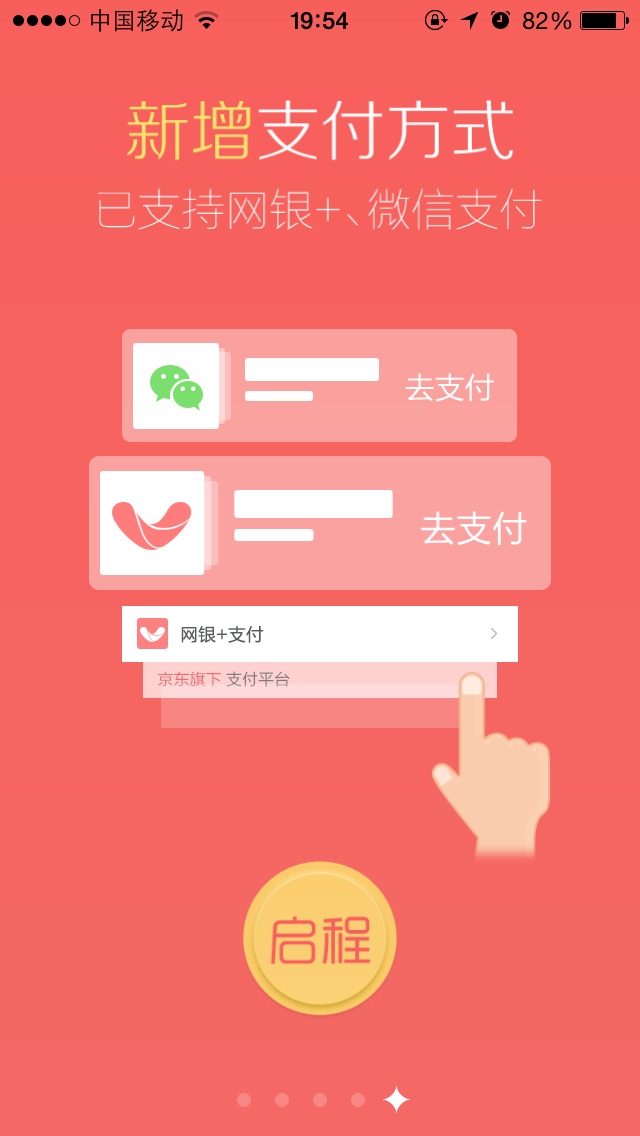 中国移动 19:54 82%
新增支付方式
已支持网银+、微信支付
去支付
去支付
网银+支付
京东旗下 支付平台
启程